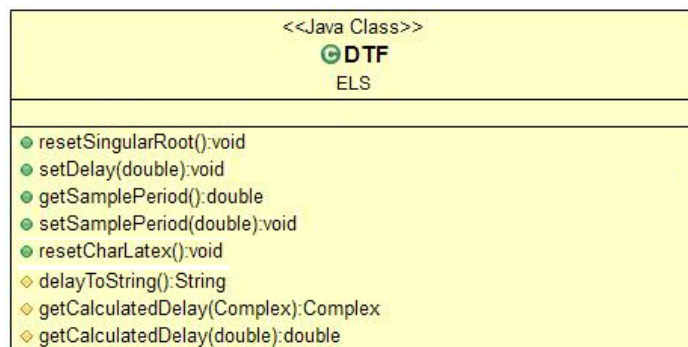 <<Java Class>>
C DTF
ELS
resetSingularRoot():void
setDelay(double):void
getSamplePeriod():double
setSamplePeriod(double):void
resetCharLatex():void
delayToString():String
getCalculatedDelay(Complex):Complex
getCalculatedDelay(double):double